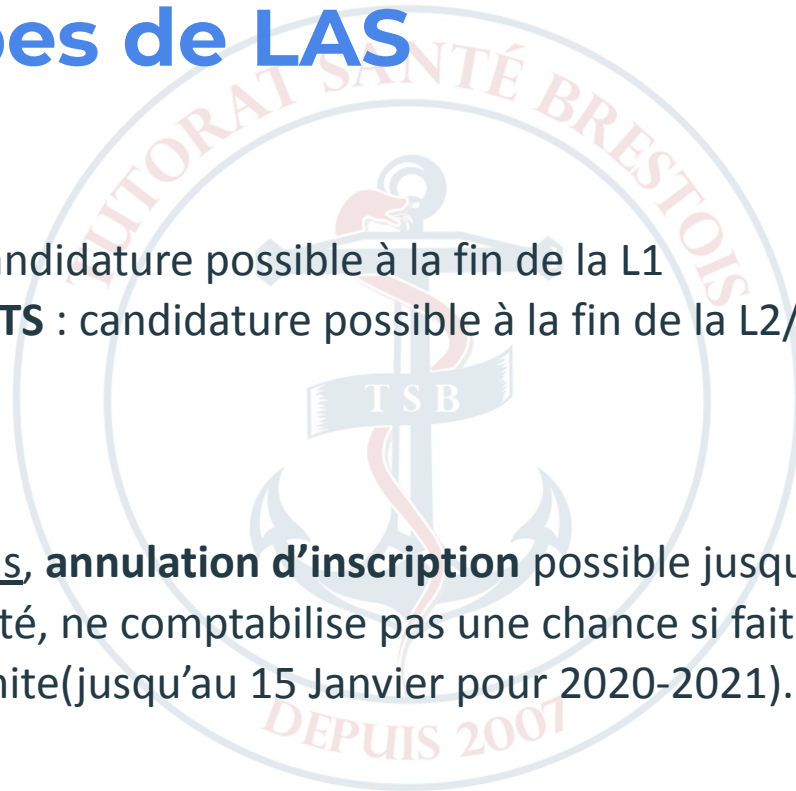 pes de LAS
TUTORAT SANTÉ BRESTOIS
ndidature possible à la fin de la L1
TS : candidature possible à la fin de la L2/
TSB
s, annulation d’inscription possible jusqu
té, ne comptabilise pas une chance si fait
nite(jusqu’au 15 Janvier pour 2020-2021).
DEPUIS 2007